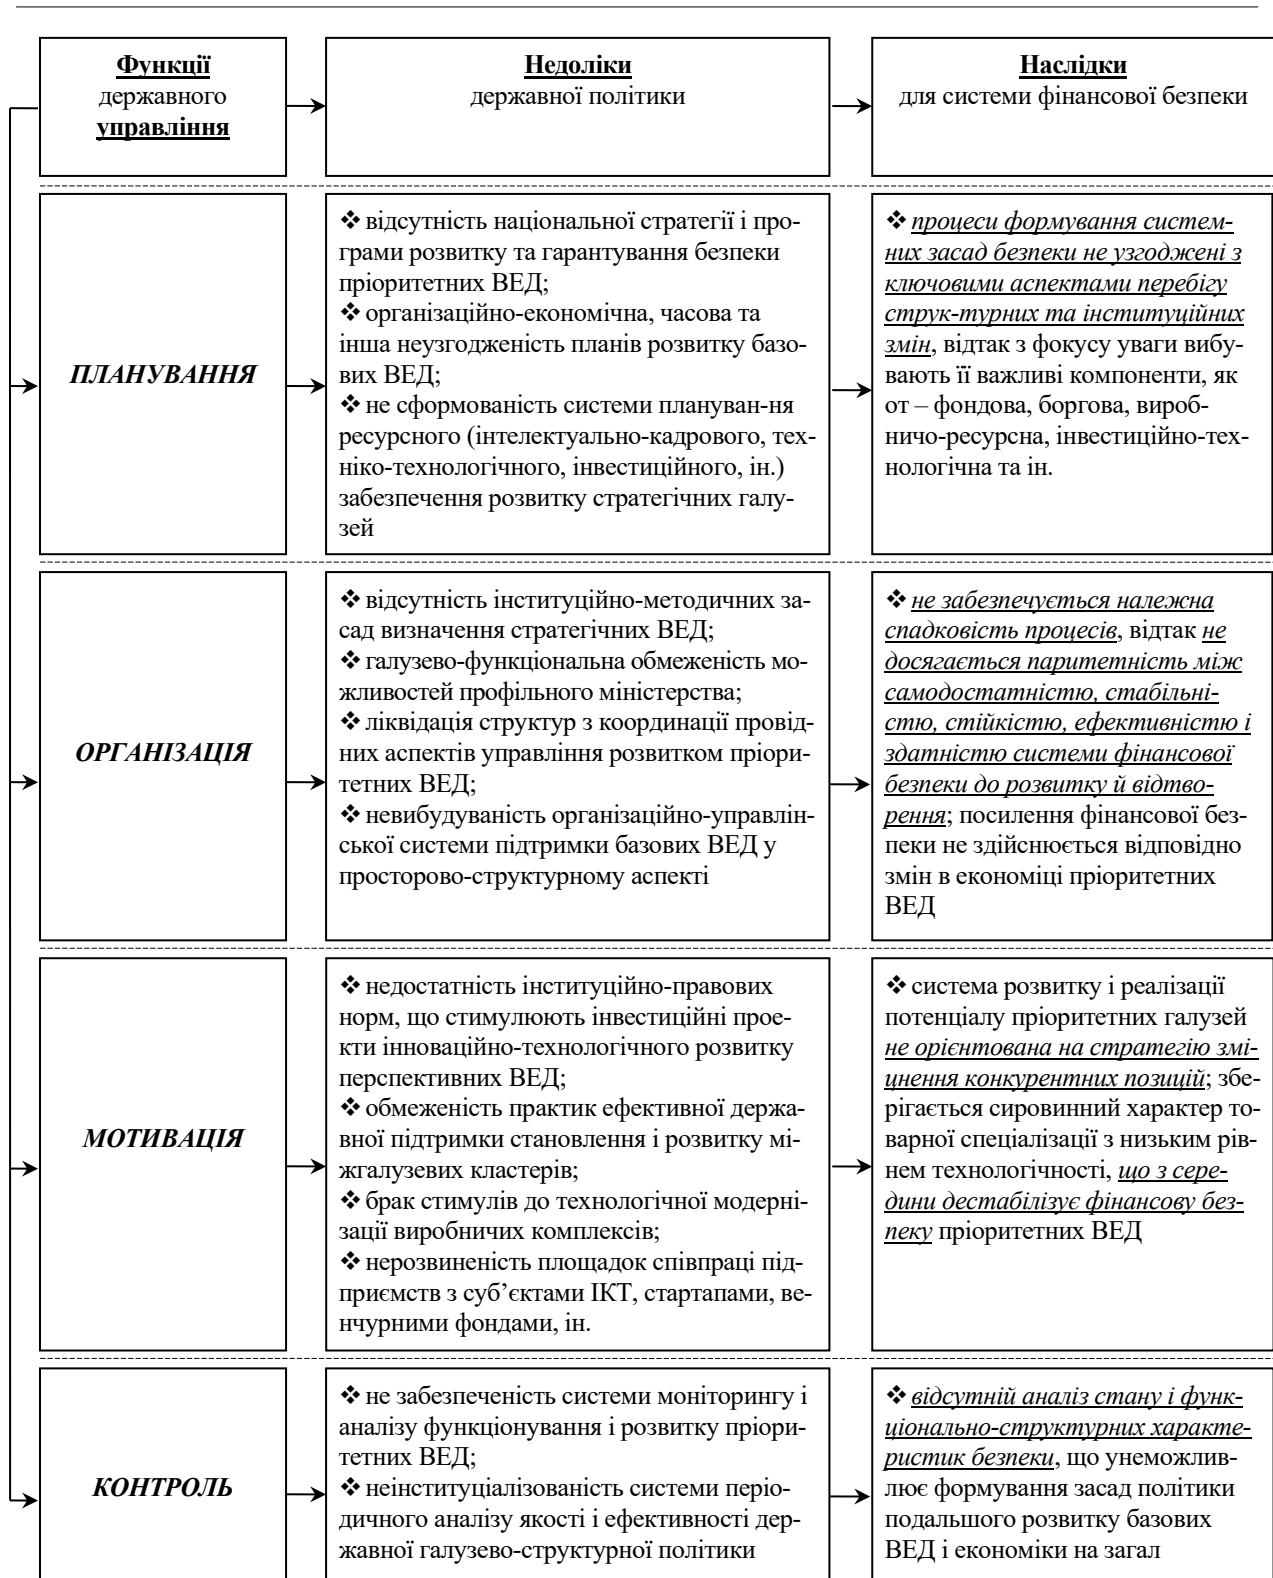 Функції
державного
управління
Недоліки
державної політики
Наслідки
для системи фінансової безпеки
ПЛАНУВАННЯ
❖ відсутність національної стратегії і про-
грами розвитку та гарантування безпеки
пріоритетних ВЕД;
❖ організаційно-економічна, часова та
інша неузгодженість планів розвитку базо-
вих ВЕД;
❖ не сформованість системи плануван-ня
ресурсного (інтелектуально-кадрового, тех-
ніко-технологічного, інвестиційного, ін.)
забезпечення розвитку стратегічних галу-
зей
❖ процеси формування систем-
них засад безпеки не узгоджені з
ключовими аспектами перебігу
струк-турних та інституційних
змін, відтак з фокусу уваги вибу-
вають її важливі компоненти, як
от – фондова, боргова, вироб-
ничо-ресурсна, інвестиційно-тех-
нологічна та ін.
ОРГАНІЗАЦІЯ
❖ відсутність інституційно-методичних за-
сад визначення стратегічних ВЕД;
❖ галузево-функціональна обмеженість мо-
жливостей профільного міністерства;
❖ ліквідація структур з координації провід-
них аспектів управління розвитком пріори-
тетних ВЕД;
❖ невибудуваність організаційно-управлін-
ської системи підтримки базових ВЕД у
просторово-структурному аспекті
❖ не забезпечується належна
спадковість процесів, відтак не
досягається паритетність між
самодостатністю, стабільні-
стю, стійкістю, ефективністю і
здатністю системи фінансової
безпеки до розвитку й відтво-
рення; посилення фінансової без-
пеки не здійснюється відповідно
змін в економіці пріоритетних
ВЕД
МОТИВАЦІЯ
❖ недостатність інституційно-правових
норм, що стимулюють інвестиційні прое-
кти інноваційно-технологічного розвитку
перспективних ВЕД;
❖ обмеженість практик ефективної держа-
вної підтримки становлення і розвитку мі-
жгалузевих кластерів;
❖ брак стимулів до технологічної модерні-
зації виробничих комплексів;
❖ нерозвиненість площадок співпраці під-
приємств з суб’єктами ІКТ, стартапами, ве-
нчурними фондами, ін.
❖ система розвитку і реалізації
потенціалу пріоритетних галузей
не орієнтована на стратегію змі-
цнення конкурентних позицій; збе-
рігається сировинний характер то-
варної спеціалізації з низьким рів-
нем технологічності, що з сере-
дини дестабілізує фінансову без-
пеку пріоритетних ВЕД
КОНТРОЛЬ
❖ не забезпеченість системи моніторингу і
аналізу функціонування і розвитку пріори-
тетних ВЕД;
❖ неінституціалізованість системи періо-
дичного аналізу якості і ефективності дер-
жавної галузево-структурної політики
❖ відсутній аналіз стану і функ-
ціонально-структурних характе-
ристик безпеки, що унеможлив-
лює формування засад політики
подальшого розвитку базових
ВЕД і економіки на загал